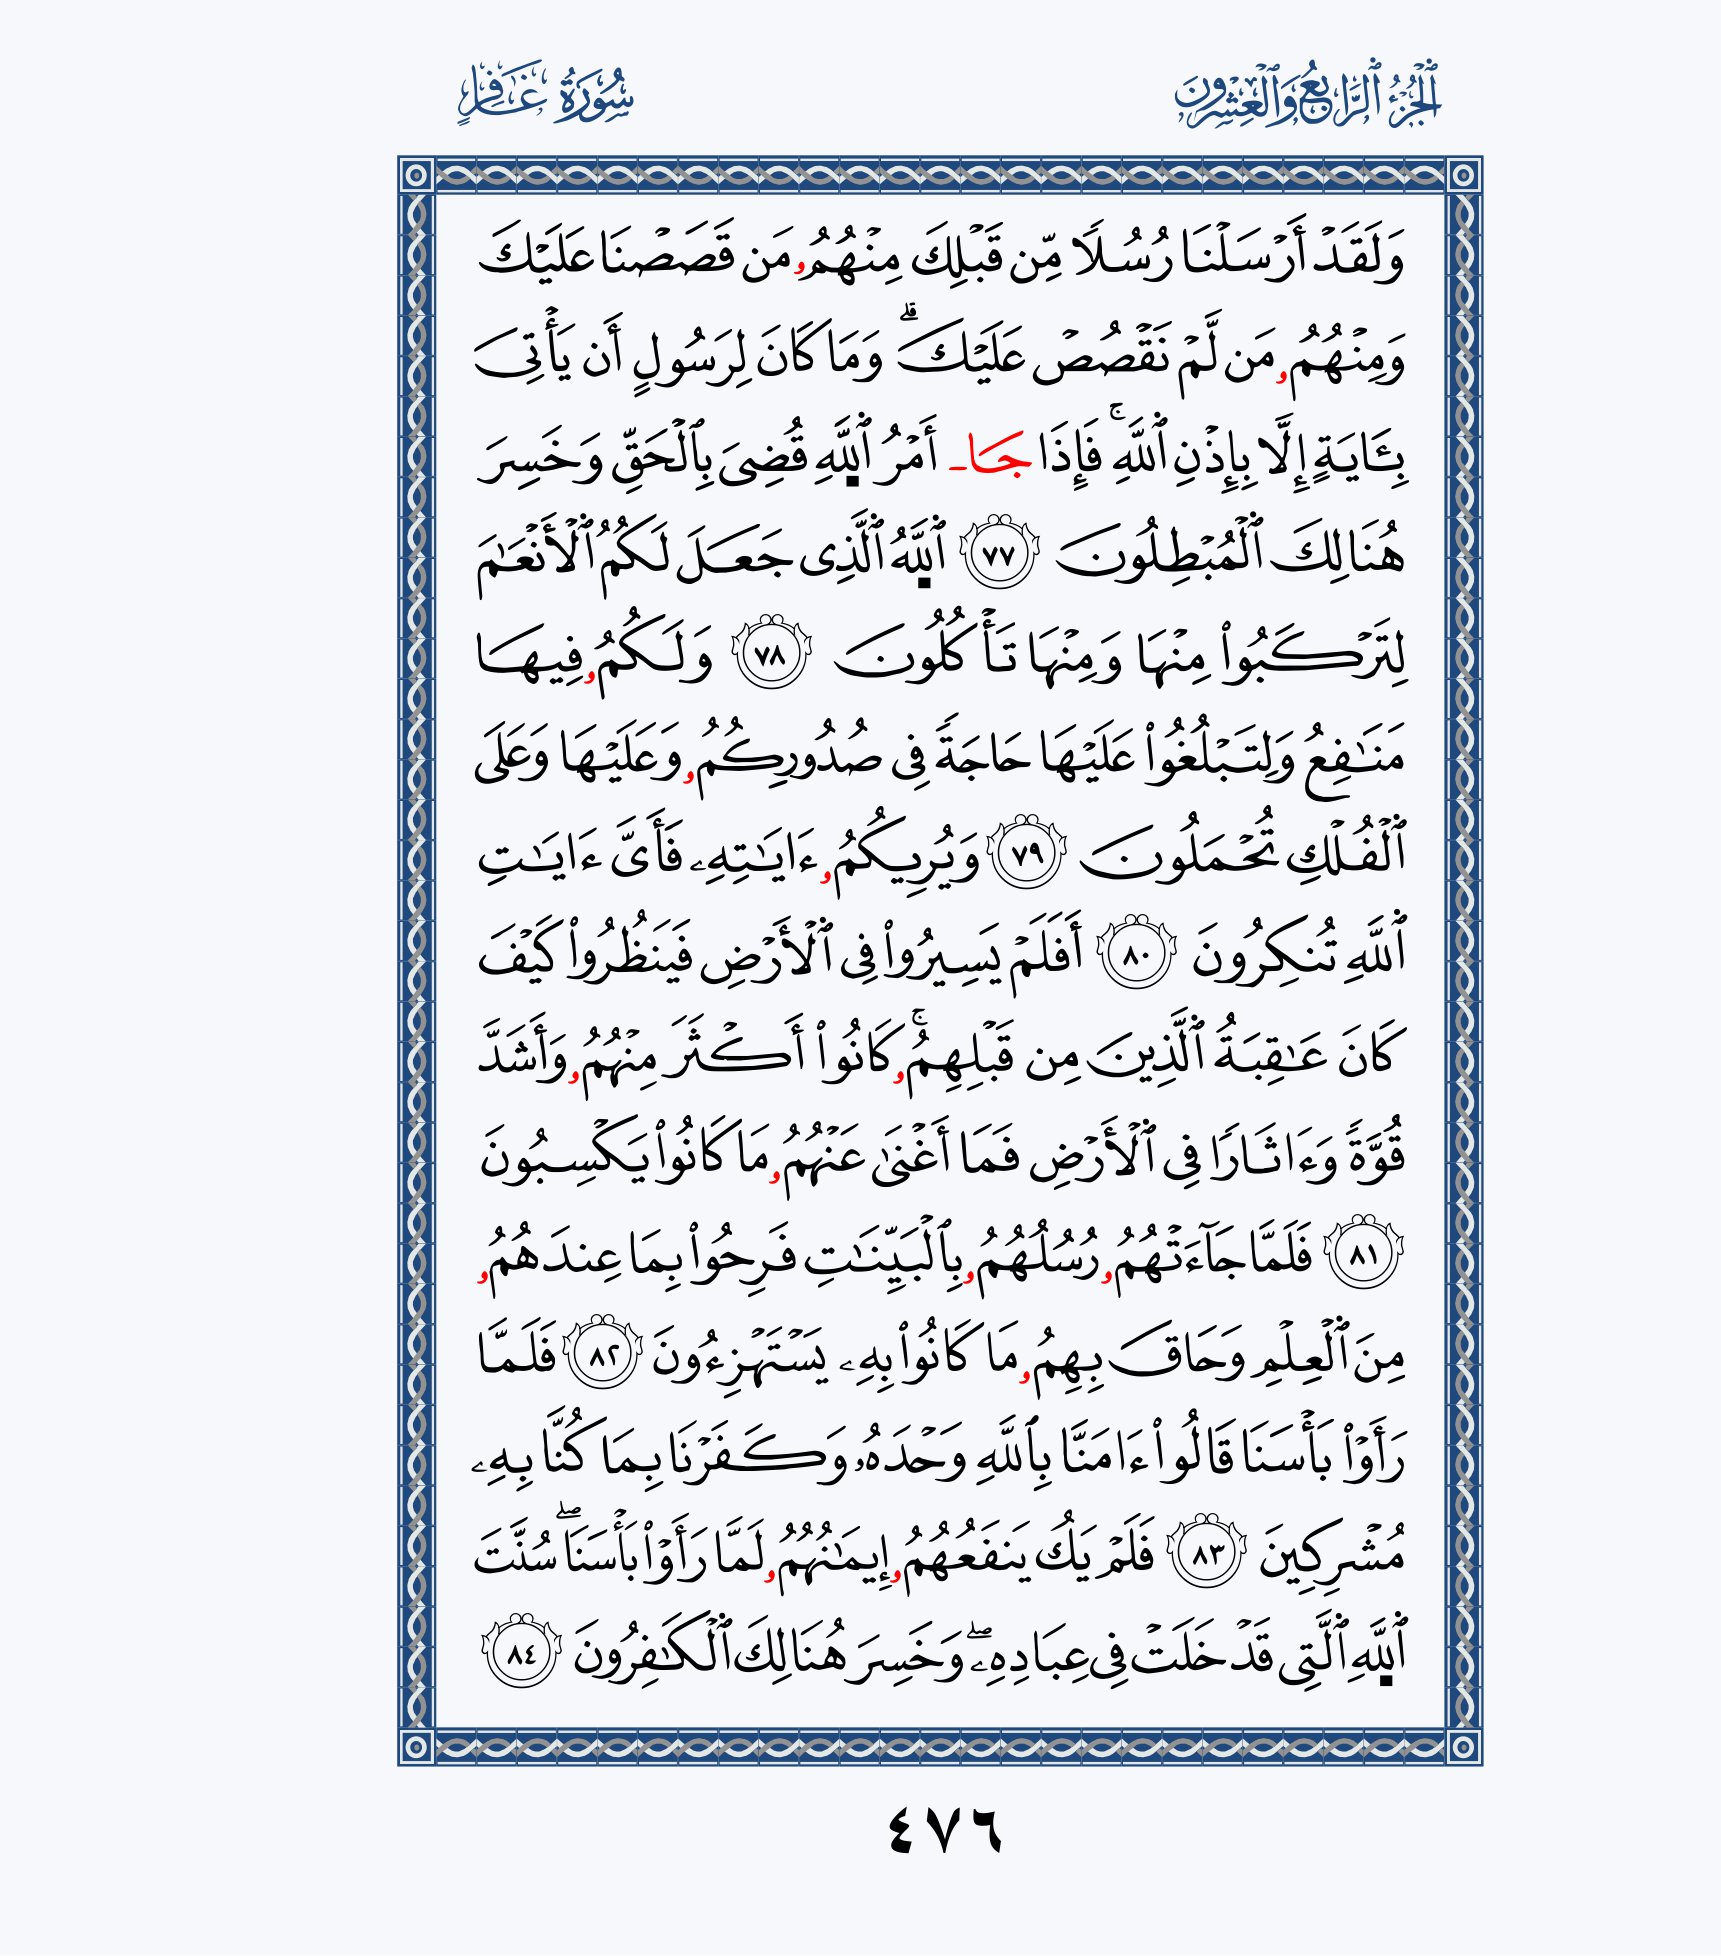 ٱلْجُزْءُ ٱلرَّابِعُ وَٱلْعِشْرُونَ
سُورَةُ غَافِرٍ
وَلَقَدْ أَرْسَلْنَا رُسُلًا مِّن قَبْلِكَ مِنْهُمُۥ مَن قَصَصْنَا عَلَيْكَ
وَمِنْهُمُۥ مَن لَّمْ نَقْصُصْ عَلَيْكَ ۗ وَمَا كَانَ لِرَسُولٍ أَن يَأْتِىَ
بِـَٔايَةٍ إِلَّا بِإِذْنِ ٱللَّهِ ۚ فَإِذَا جَا أَمْرُ ٱللَّهِ قُضِىَ بِٱلْحَقِّ وَخَسِرَ
هُنَالِكَ ٱلْمُبْطِلُونَ ٧٧ ٱللَّهُ ٱلَّذِى جَعَلَ لَكُمُ ٱلْأَنْعَٰمَ
لِتَرْكَبُوا۟ مِنْهَا وَمِنْهَا تَأْكُلُونَ ٧٨ وَلَكُمُۥ فِيهَا
مَنَٰفِعُ وَلِتَبْلُغُوا۟ عَلَيْهَا حَاجَةً فِى صُدُورِكُمُۥ وَعَلَيْهَا وَعَلَى
ٱلْفُلْكِ تُحْمَلُونَ ٧٩ وَيُرِيكُمُۥ ءَايَٰتِهِۦ فَأَىَّ ءَايَٰتِ
ٱللَّهِ تُنكِرُونَ ٨٠ أَفَلَمْ يَسِيرُوا۟ فِى ٱلْأَرْضِ فَيَنظُرُوا۟ كَيْفَ
كَانَ عَٰقِبَةُ ٱلَّذِينَ مِن قَبْلِهِمُۥ ۚ كَانُوا۟ أَكْثَرَ مِنْهُمُۥ وَأَشَدَّ
قُوَّةً وَءَاثَارًا فِى ٱلْأَرْضِ فَمَا أَغْنَىٰ عَنْهُمُۥ مَا كَانُوا۟ يَكْسِبُونَ
٨١ فَلَمَّا جَآءَتْهُمُۥ رُسُلُهُمُۥ بِٱلْبَيِّنَٰتِ فَرِحُوا۟ بِمَا عِندَهُمُۥ
مِنَ ٱلْعِلْمِ وَحَاقَ بِهِمُۥ مَا كَانُوا۟ بِهِۦ يَسْتَهْزِءُونَ ٨٢ فَلَمَّا
رَأَوْا۟ بَأْسَنَا قَالُوا۟ ءَامَنَّا بِٱللَّهِ وَحْدَهُۥ وَكَفَرْنَا بِمَا كُنَّا بِهِۦ
مُشْرِكِينَ ٨٣ فَلَمْ يَكُ يَنفَعُهُمُۥ إِيمَٰنُهُمُۥ لَمَّا رَأَوْا۟ بَأْسَنَا ۖ سُنَّتَ
ٱللَّهِ ٱلَّتِى قَدْ خَلَتْ فِى عِبَادِهِۦ ۖ وَخَسِرَ هُنَالِكَ ٱلْكَٰفِرُونَ ٨٤
٤٧٦